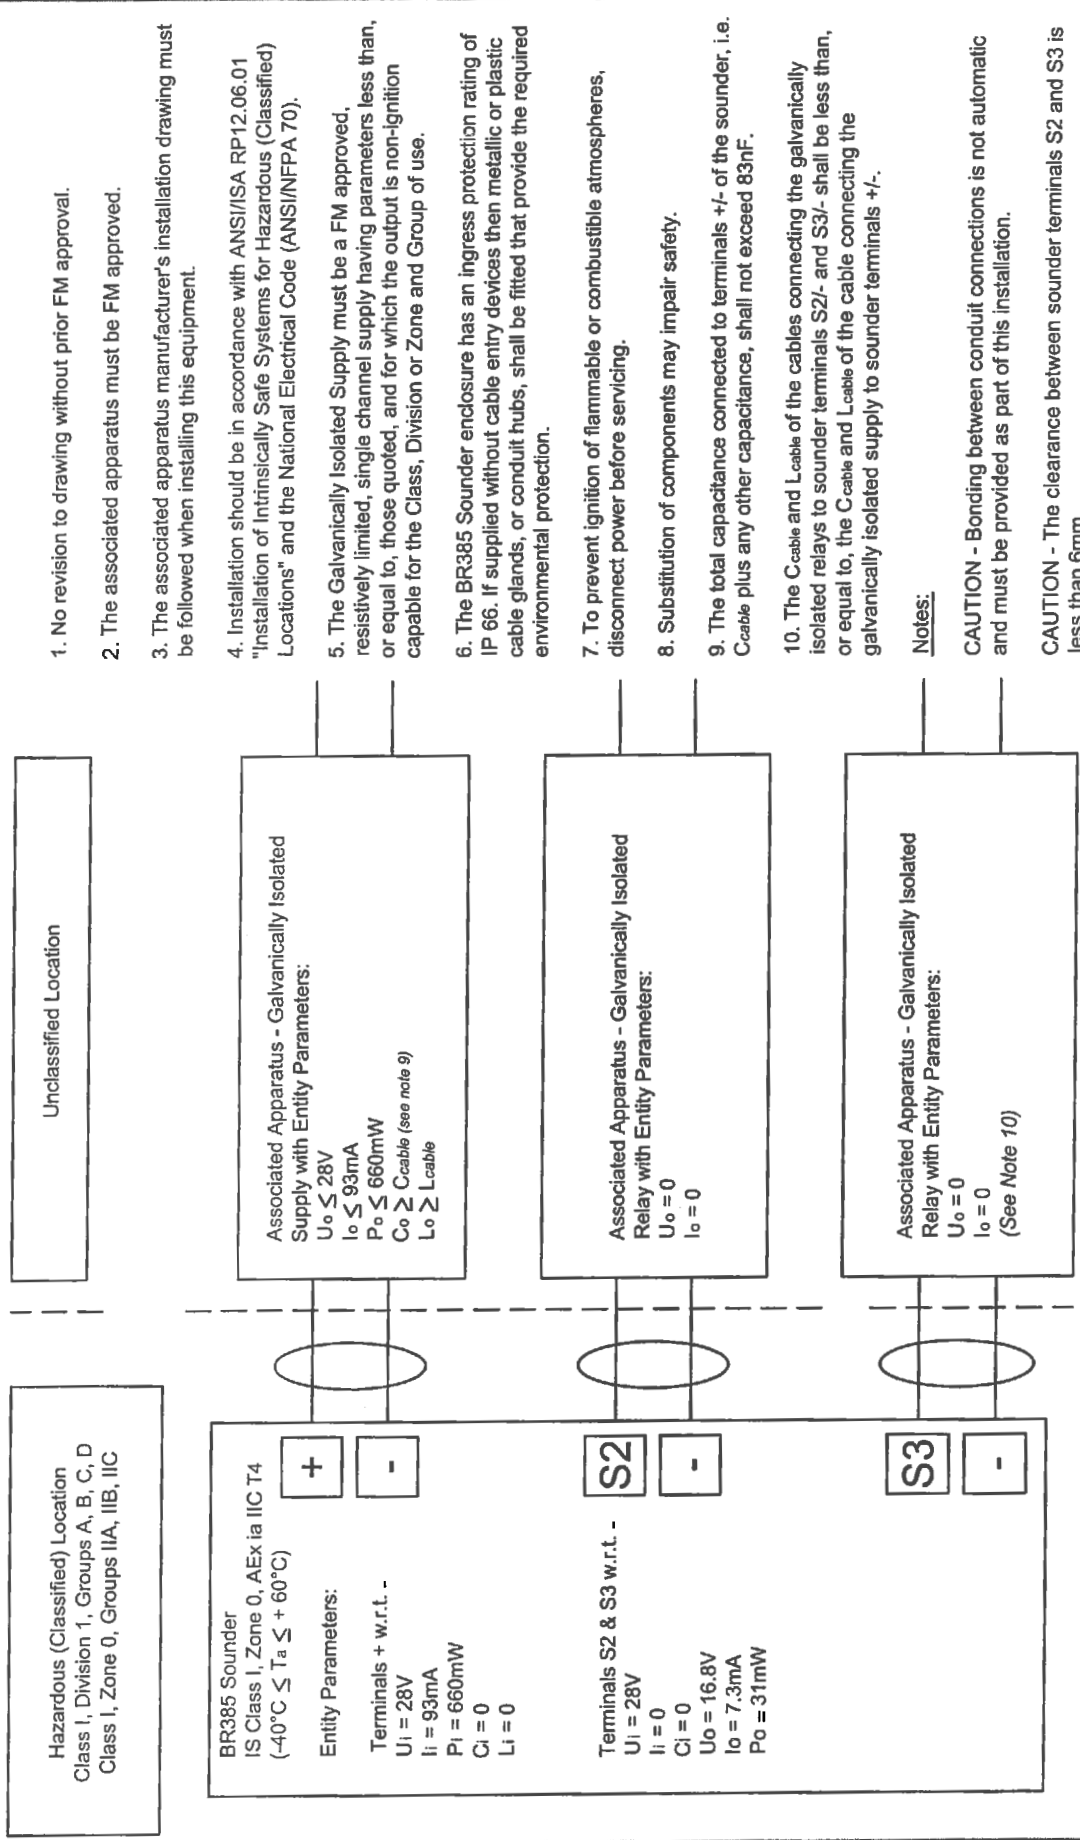 Hazardous (Classified) Location
Class I, Division 1, Groups A, B, C, D
Class I, Zone 0, Groups IIA, IIB, IIC
Unclassified Location
BR385 Sounder
IS Class I, Zone 0, AEx ia IIC T4
(-40°C ≤ Ta ≤ + 60°C)
Entity Parameters:
Terminals + w.r.t. -
Ui = 28V
Ii = 93mA
Pi = 660mW
Ci = 0
Li = 0
Terminals S2 & S3 w.r.t. -
Ui = 28V
Ii = 0
Ci = 0
Uo = 16.8V
Io = 7.3mA
Po = 31mW
+
-
S2
-
S3
-
Associated Apparatus - Galvanically Isolated
Supply with Entity Parameters:
Uo ≤ 28V
Io ≤ 93mA
Po ≤ 660mW
Co ≥ Ccable (see note 9)
Lo ≥ Lcable
Associated Apparatus - Galvanically Isolated
Relay with Entity Parameters:
Uo = 0
Io = 0
Associated Apparatus - Galvanically Isolated
Relay with Entity Parameters:
Uo = 0
Io = 0
(See Note 10)
1. No revision to drawing without prior FM approval.
2. The associated apparatus must be FM approved.
3. The associated apparatus manufacturer's installation drawing must
be followed when installing this equipment.
4. Installation should be in accordance with ANSI/ISA RP12.06.01
"Installation of Intrinsically Safe Systems for Hazardous (Classified)
Locations" and the National Electrical Code (ANSI/NFPA 70).
5. The Galvanically Isolated Supply must be a FM approved,
resistively limited, single channel supply having parameters less than,
or equal to, those quoted, and for which the output is non-ignition
capable for the Class, Division or Zone and Group of use.
6. The BR385 Sounder enclosure has an ingress protection rating of
IP 66. If supplied without cable entry devices then metallic or plastic
cable glands, or conduit hubs, shall be fitted that provide the required
environmental protection.
7. To prevent ignition of flammable or combustible atmospheres,
disconnect power before servicing.
8. Substitution of components may impair safety.
9. The total capacitance connected to terminals +/- of the sounder, i.e.
Ccable plus any other capacitance, shall not exceed 83nF.
10. The Ccable and Lcable of the cables connecting the galvanically
isolated relays to sounder terminals S2/- and S3/- shall be less than,
or equal to, the Ccable and Lcable of the cable connecting the
galvanically isolated supply to sounder terminals +/-.
Notes:
CAUTION - Bonding between conduit connections is not automatic
and must be provided as part of this installation.
CAUTION - The clearance between sounder terminals S2 and S3 is
less than 6mm